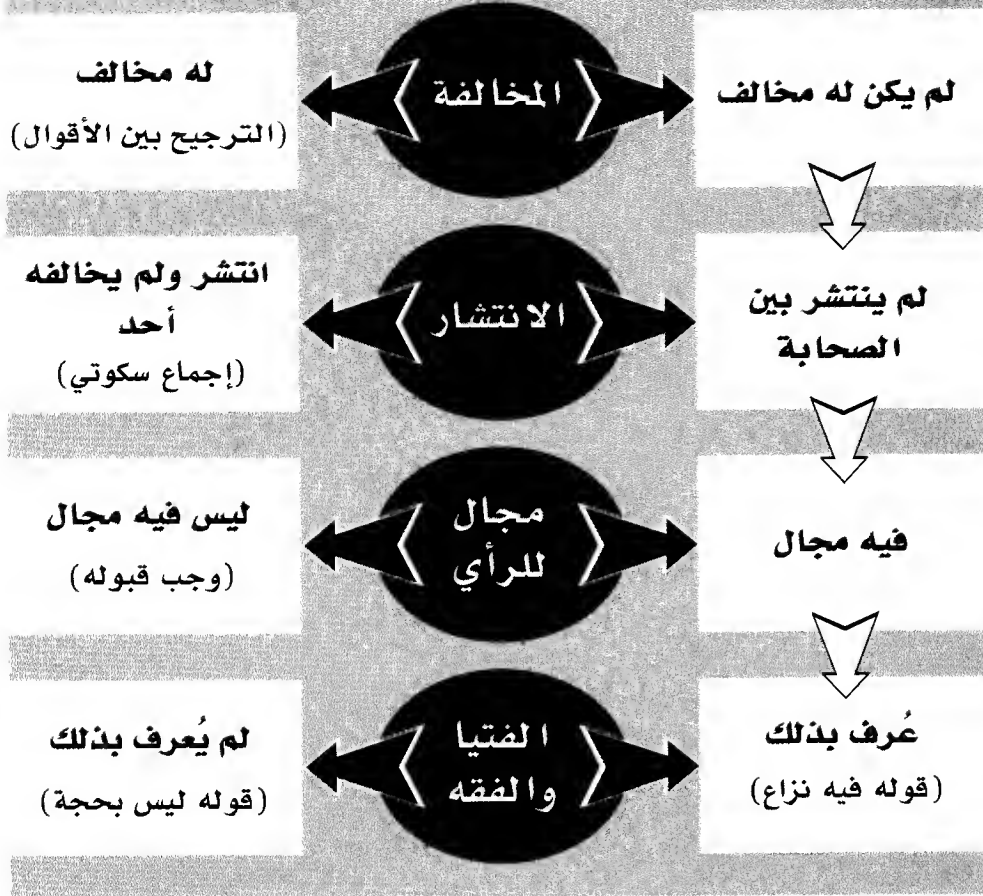 لم يكن له مخالف
المخالفة
له مخالف
(الترجيح بين الأقوال)
لم ينتشر بين
الصحابة
الانتشار
انتشر ولم يخالفه
أحد
(إجماع سكوتي)
فيه مجال
مجال
للرأي
ليس فيه مجال
(وجب قبوله)
عُرف بذلك
(قوله فيه نزاع)
الفتيا
والفقه
لم يُعرف بذلك
(قوله ليس بحجة)